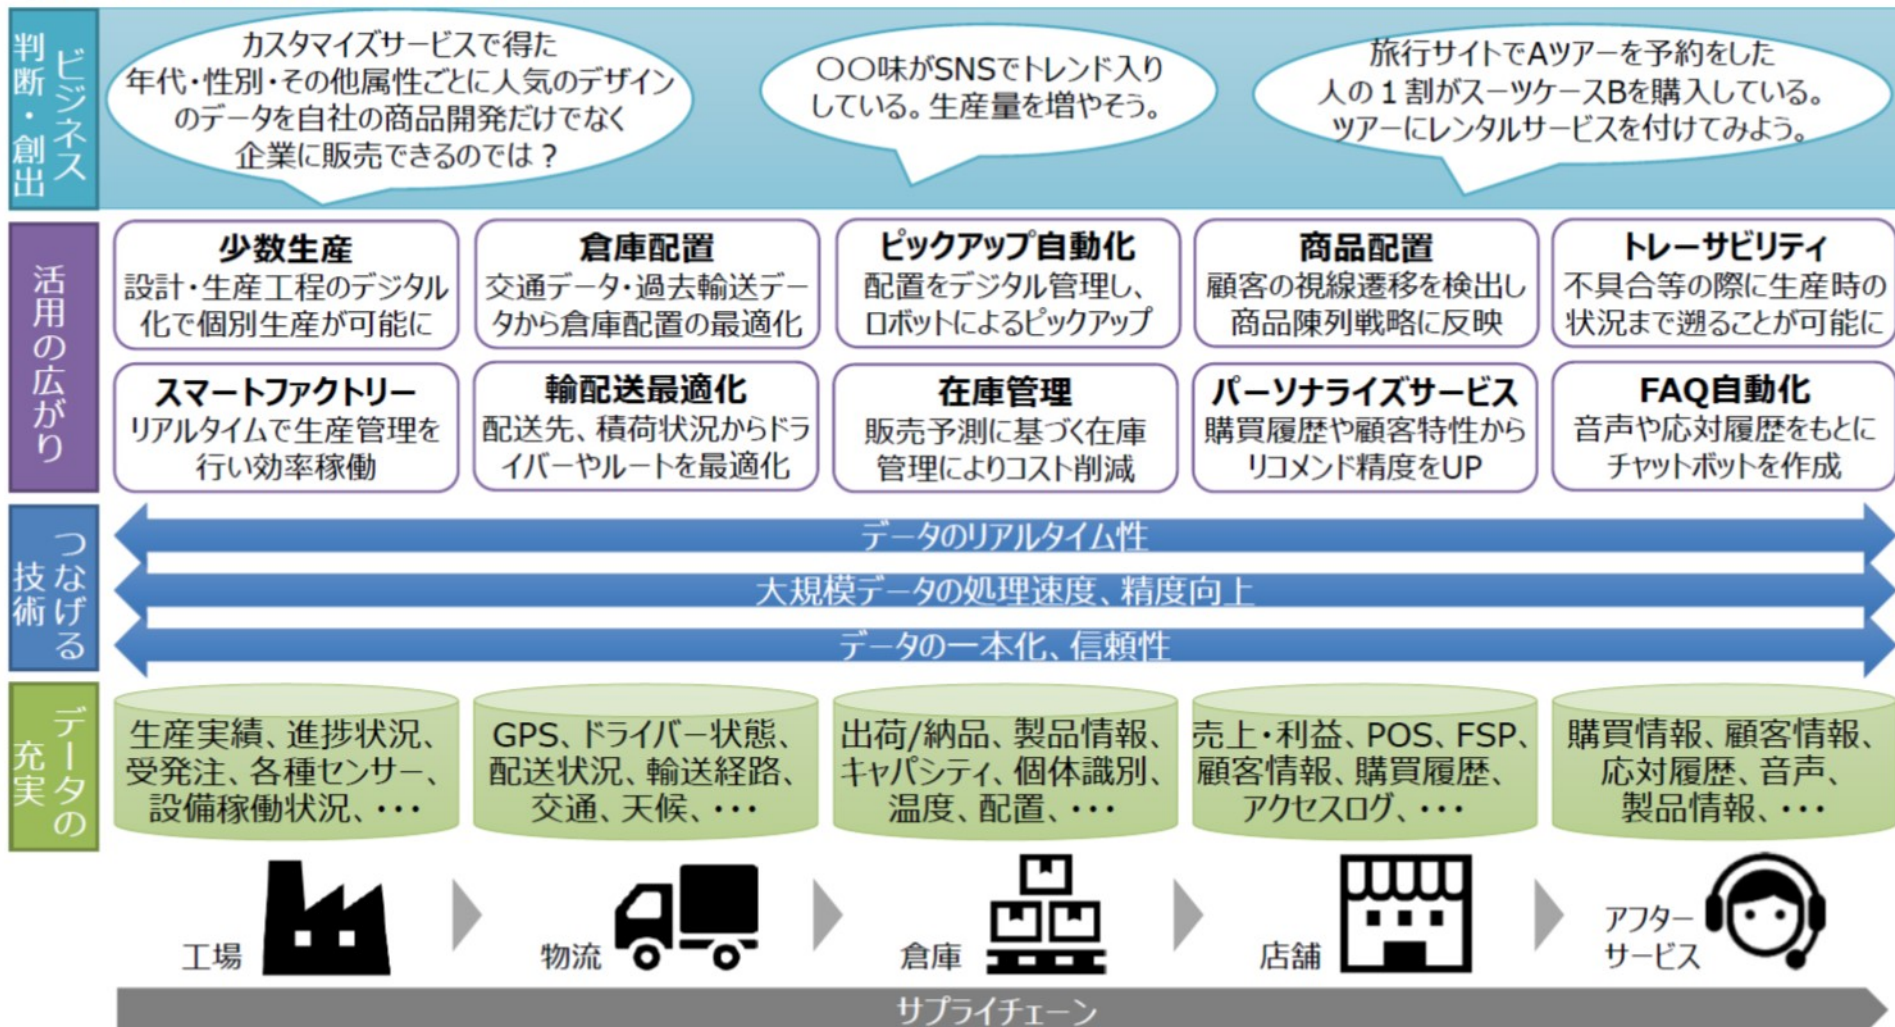 ビジネス
判断・創出
カスタマイズサービスで得た
年代・性別・その他属性ごとに人気のデザイン
のデータを自社の商品開発だけでなく
企業に販売できるのでは？
〇〇味がSNSでトレンド入り
している。生産量を増やそう。
旅行サイトでAツアーを予約をした
人の１割がスーツケースBを購入している。
ツアーにレンタルサービスを付けてみよう。
活用の広がり
少数生産
設計・生産工程のデジタル
化で個別生産が可能に
倉庫配置
交通データ・過去輸送デー
タから倉庫配置の最適化
ピックアップ自動化
配置をデジタル管理し、
ロボットによるピックアップ
商品配置
顧客の視線遷移を検出し
商品陳列戦略に反映
トレーサビリティ
不具合等の際に生産時の
状況まで遡ることが可能に
スマートファクトリー
リアルタイムで生産管理を
行い効率稼働
輸配送最適化
配送先、積荷状況からドラ
イバーやルートを最適化
在庫管理
販売予測に基づく在庫
管理によりコスト削減
パーソナライズサービス
購買履歴や顧客特性から
リコメンド精度をUP
FAQ自動化
音声や応対履歴をもとに
チャットボットを作成
つなげる
技術
データのリアルタイム性
大規模データの処理速度、精度向上
データの一本化、信頼性
データの
充実
生産実績、進捗状況、
受発注、各種センサー、
設備稼働状況、・・・
GPS、ドライバー状態、
配送状況、輸送経路、
交通、天候、・・・
出荷/納品、製品情報、
キャパシティ、個体識別、
温度、配置、・・・
売上・利益、POS、FSP、
顧客情報、購買履歴、
アクセスログ、・・・
購買情報、顧客情報、
応対履歴、音声、
製品情報、・・・
工場
物流
倉庫
店舗
アフター
サービス
サプライチェーン